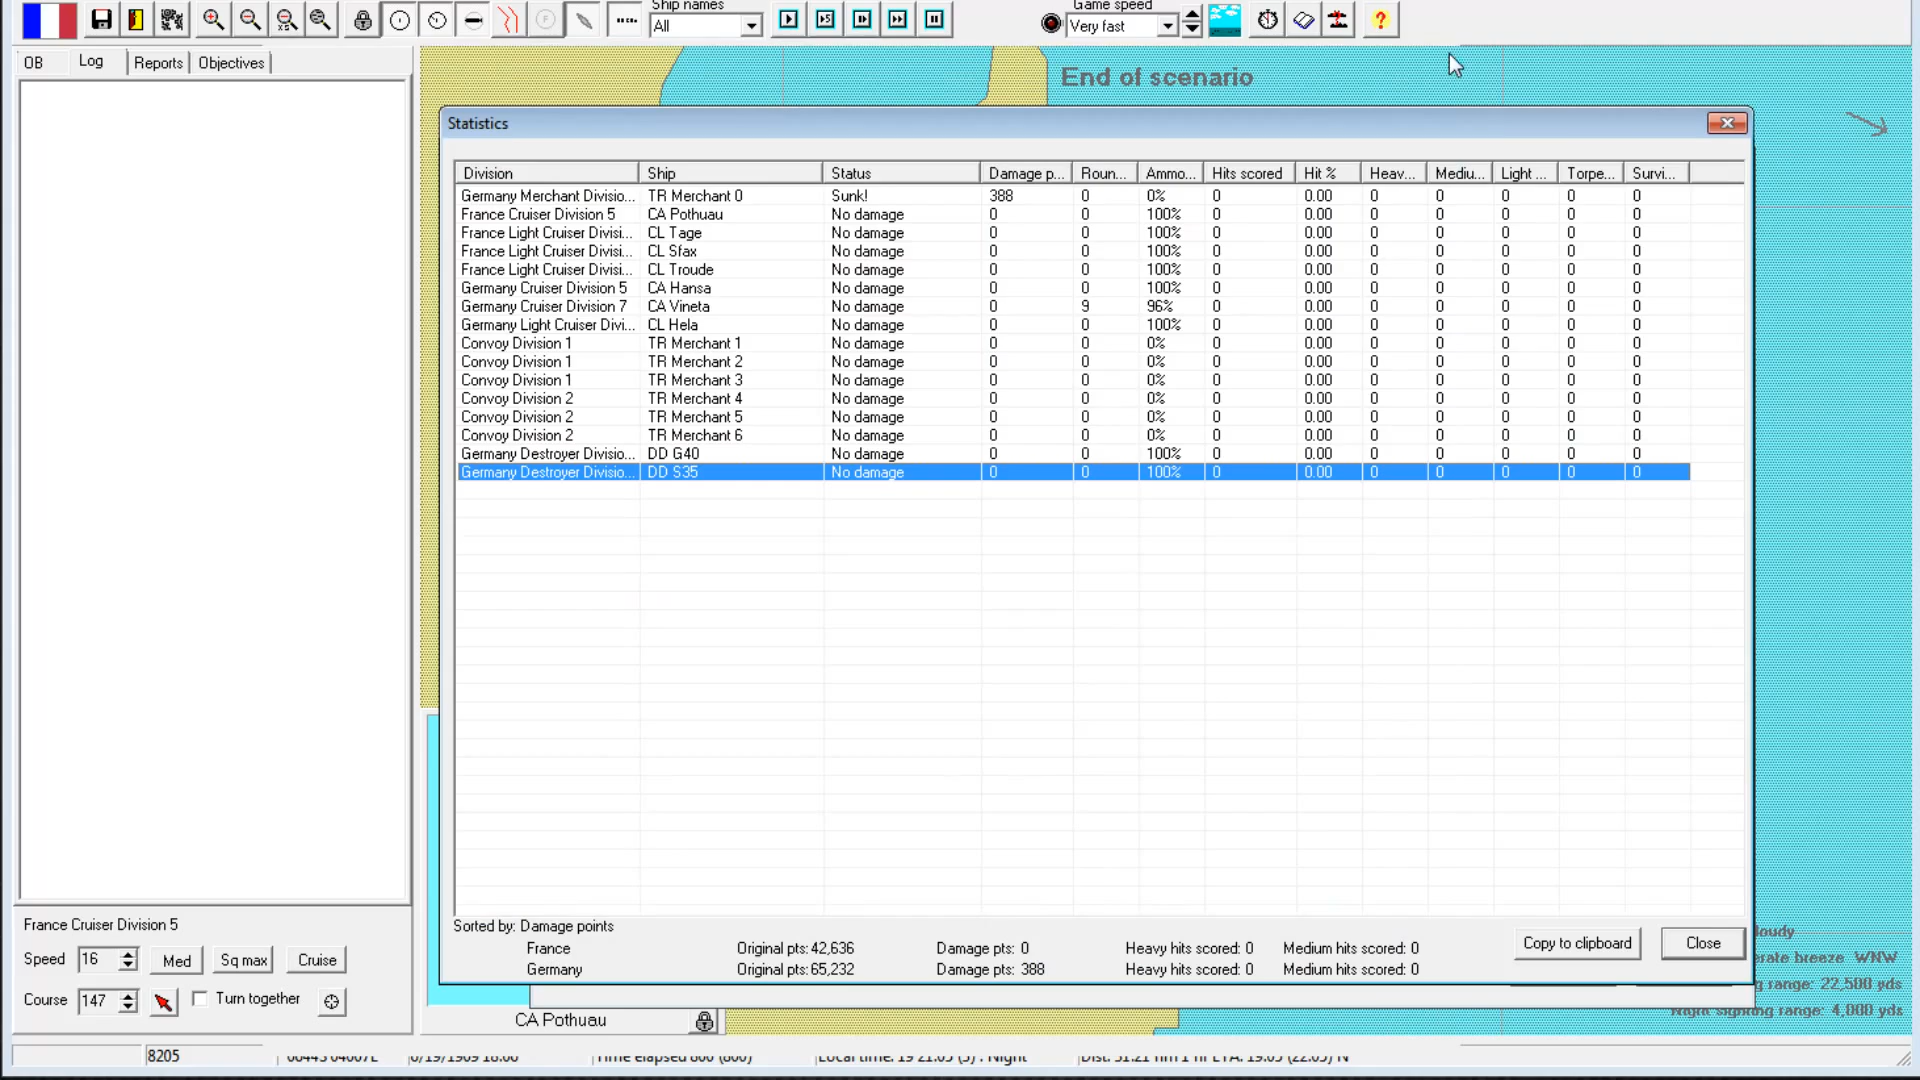 Ship names
All
Game speed
Very fast
OB
Log
Reports
Objectives
End of scenario
Statistics
Division Ship Status Damage p... Roun... Ammo... Hits scored Hit % Heav... Mediu... Light ... Torpe... Survi...
Germany Merchant Divisio... TR Merchant 0 Sunk! 388 0 0% 0 0.00 0 0 0 0 0
France Cruiser Division 5 CA Pothuau No damage 0 0 100% 0 0.00 0 0 0 0 0
France Light Cruiser Divisi... CL Tage No damage 0 0 100% 0 0.00 0 0 0 0 0
France Light Cruiser Divisi... CL Sfax No damage 0 0 100% 0 0.00 0 0 0 0 0
France Light Cruiser Divisi... CL Troude No damage 0 0 100% 0 0.00 0 0 0 0 0
Germany Cruiser Division 5 CA Hansa No damage 0 0 100% 0 0.00 0 0 0 0 0
Germany Cruiser Division 7 CA Vineta No damage 0 9 96% 0 0.00 0 0 0 0 0
Germany Light Cruiser Divi... CL Hela No damage 0 0 100% 0 0.00 0 0 0 0 0
Convoy Division 1 TR Merchant 1 No damage 0 0 0% 0 0.00 0 0 0 0 0
Convoy Division 1 TR Merchant 2 No damage 0 0 0% 0 0.00 0 0 0 0 0
Convoy Division 1 TR Merchant 3 No damage 0 0 0% 0 0.00 0 0 0 0 0
Convoy Division 2 TR Merchant 4 No damage 0 0 0% 0 0.00 0 0 0 0 0
Convoy Division 2 TR Merchant 5 No damage 0 0 0% 0 0.00 0 0 0 0 0
Convoy Division 2 TR Merchant 6 No damage 0 0 0% 0 0.00 0 0 0 0 0
Germany Destroyer Divisio... DD G40 No damage 0 0 100% 0 0.00 0 0 0 0 0
Germany Destroyer Divisio... DD S35 No damage 0 0 100% 0 0.00 0 0 0 0 0
Sorted by: Damage points
France Original pts: 42,636 Damage pts: 0 Heavy hits scored: 0 Medium hits scored: 0
Germany Original pts: 65,232 Damage pts: 388 Heavy hits scored: 0 Medium hits scored: 0
Copy to clipboard
Close
France Cruiser Division 5
Speed 16 Med Sq max Cruise
Course 147 Turn together
oudy
erate breeze WNW
g range: 22,500 yds
Night sighting range: 4,000 yds
CA Pothuau
8205 Night